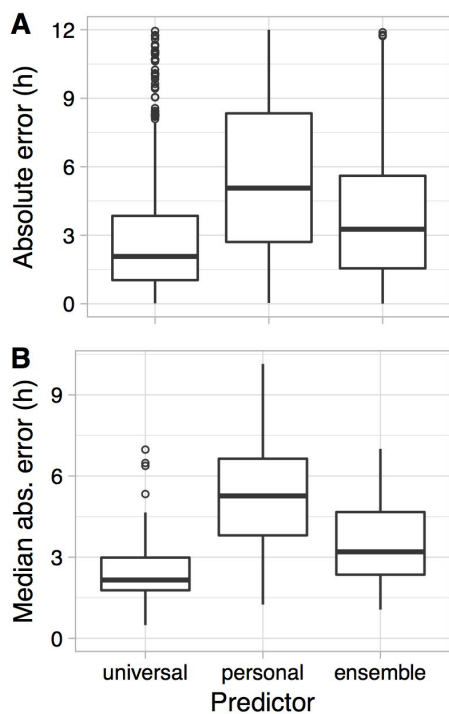 A
Absolute error (h)
12
9
6
3
0
B
Median abs. error (h)
9
6
3
0
universal personal ensemble
Predictor